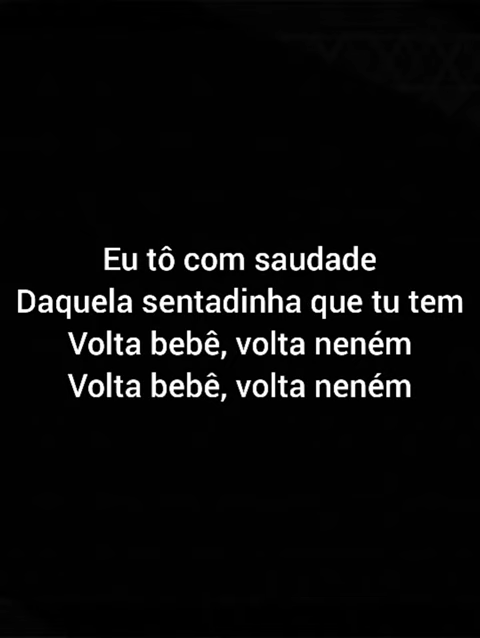 Eu tô com saudade
Daquela sentadinha que tu tem
Volta bebê, volta neném
Volta bebê, volta neném